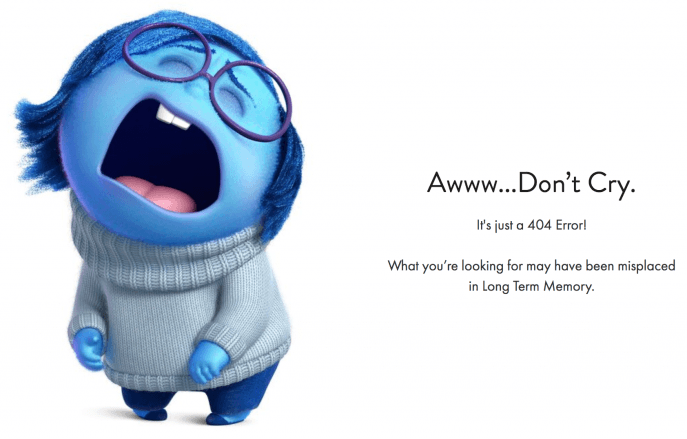 Awww...Don't Cry.
It's just a 404 Error!
What you're looking for may have been misplaced
in Long Term Memory.